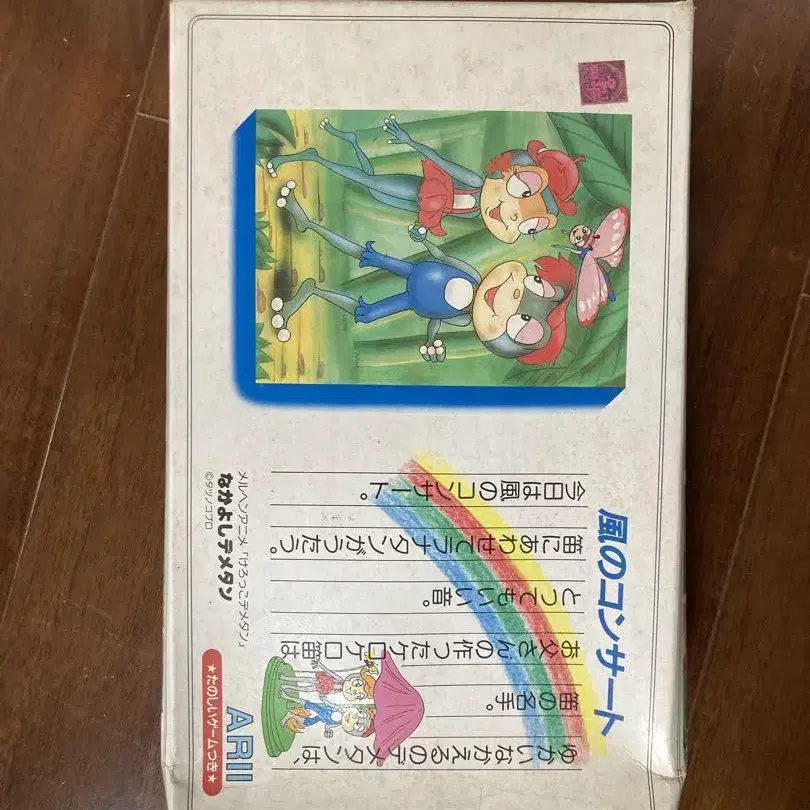 風のコンサート
ゆかいなかえるのデメタンは、
笛の名手。
お父さんの作ったケロケロ笛は
とってもいい音。
笛にあわせてラナタンがうたう。
今日は風のコンサート。
メルヘンアニメ「けろっこデメタン」
なかよしデメタン
©タツノコプロ
ARII
★たのしいゲームつき★